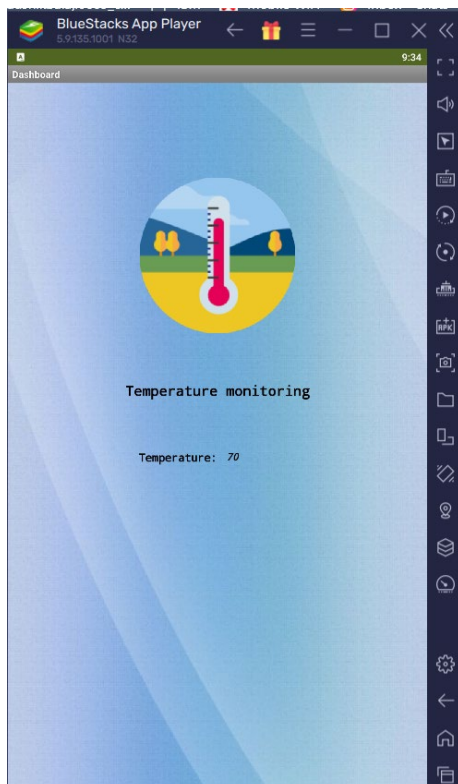 BlueStacks App Player
5.9.135.1001 N32
A
9:34
Dashboard
Temperature monitoring
Temperature: 70